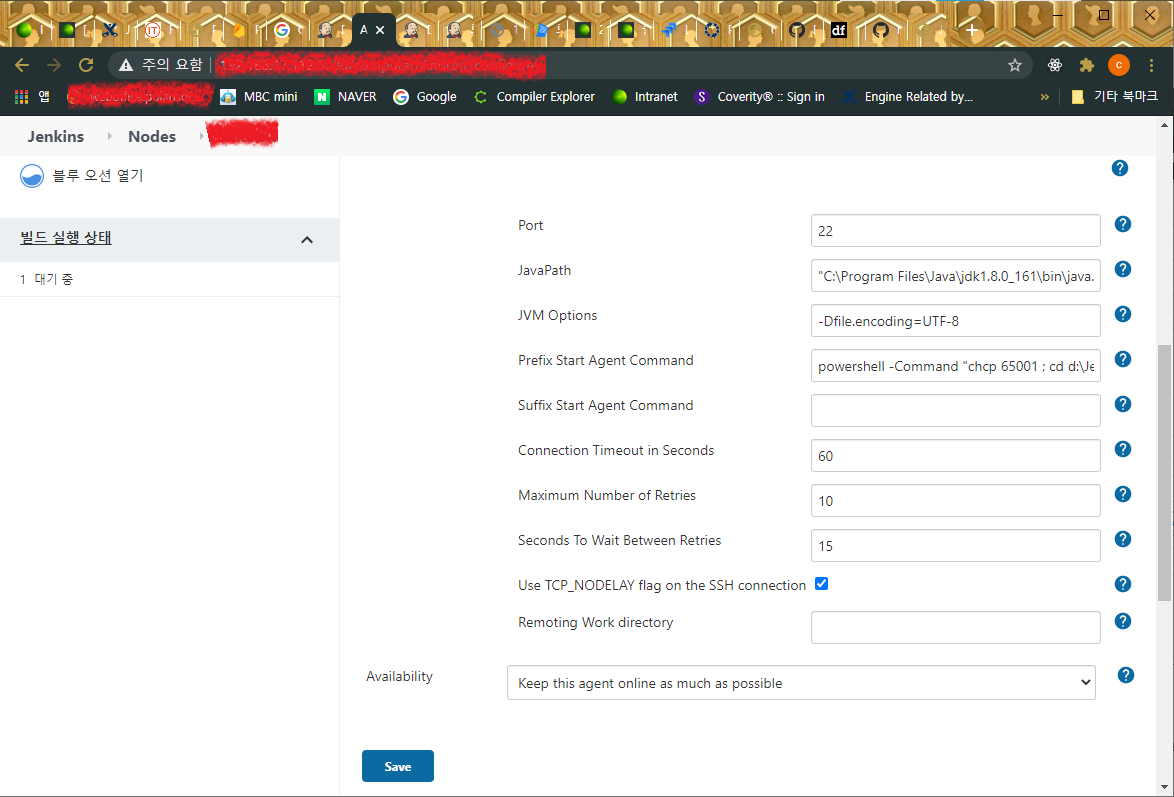 A
df
주의 요함
C
앱
MBC mini
NAVER
Google
Compiler Explorer
Intranet
Coverity® :: Sign in
Engine Related by...
»
기타 북마크
Jenkins
Nodes
블루 오션 열기
빌드 실행 상태
1 대기 중
Port
22
JavaPath
"C:\Program Files\Java\jdk1.8.0_161\bin\java.
JVM Options
-Dfile.encoding=UTF-8
Prefix Start Agent Command
powershell -Command "chcp 65001 ; cd d:\Je
Suffix Start Agent Command
Connection Timeout in Seconds
60
Maximum Number of Retries
10
Seconds To Wait Between Retries
15
Use TCP_NODELAY flag on the SSH connection
Remoting Work directory
Availability
Keep this agent online as much as possible
Save